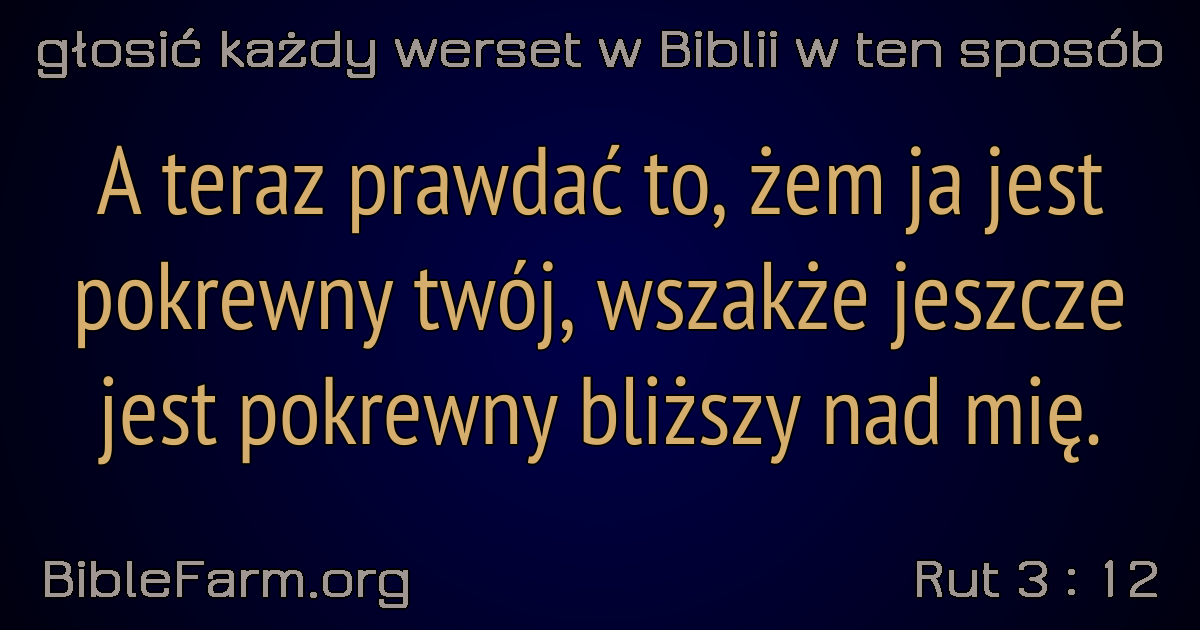 głosić każdy werset w Biblii w ten sposób
A teraz prawdać to, żem ja jest
pokrewny twój, wszakże jeszcze
jest pokrewny bliższy nad mię.
BibleFarm.org
Rut 3 : 12